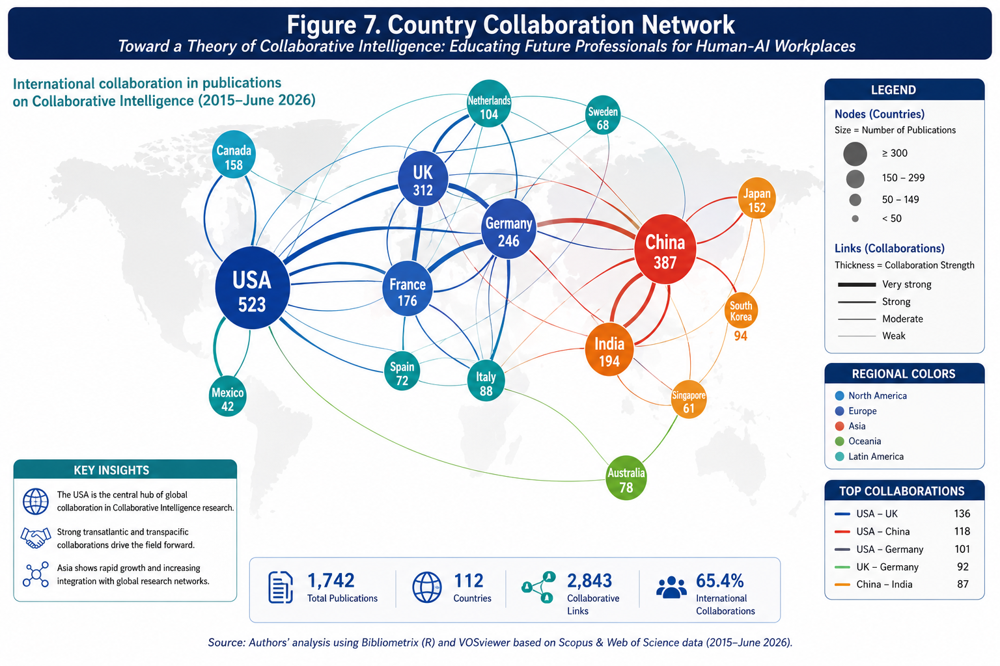 Figure 7. Country Collaboration Network
Toward a Theory of Collaborative Intelligence: Educating Future Professionals for Human-AI Workplaces
International collaboration in publications
on Collaborative Intelligence (2015–June 2026)
Netherlands
104
Sweden
68
Canada
158
UK
312
Japan
152
Germany
246
China
387
USA
523
France
176
South
Korea
94
India
194
Spain
72
Italy
88
Mexico
42
Singapore
61
Australia
78
LEGEND
Nodes (Countries)
Size = Number of Publications
≥ 300
150 – 299
50 – 149
< 50
Links (Collaborations)
Thickness = Collaboration Strength
Very strong
Strong
Moderate
Weak
REGIONAL COLORS
North America
Europe
Asia
Oceania
Latin America
TOP COLLABORATIONS
USA – UK 136
USA – China 118
USA – Germany 101
UK – Germany 92
China – India 87
KEY INSIGHTS
The USA is the central hub of global
collaboration in Collaborative Intelligence research.
Strong transatlantic and transpacific
collaborations drive the field forward.
Asia shows rapid growth and increasing
integration with global research networks.
1,742
Total Publications
112
Countries
2,843
Collaborative
Links
65.4%
International
Collaborations
Source: Authors' analysis using Bibliometrix (R) and VOSviewer based on Scopus & Web of Science data (2015–June 2026).